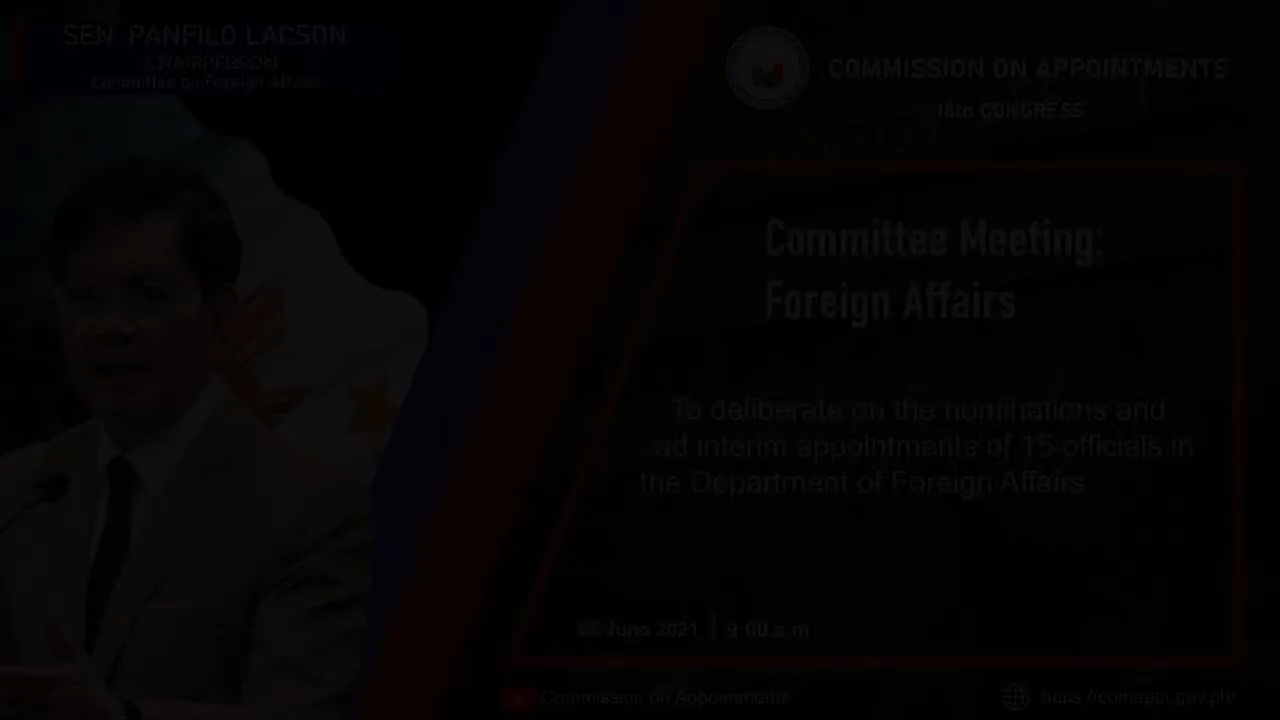 SEN. PANFILO LACSON
CHAIRPERSON
Committee on Foreign Affairs
COMMISSION ON APPOINTMENTS
18th CONGRESS
Committee Meeting:
Foreign Affairs
To deliberate on the nominations and
ad interim appointments of 15 officials in
the Department of Foreign Affairs
June 2021 | 9:00 a.m
Commission on Appointments
https://comappt.gov.ph/